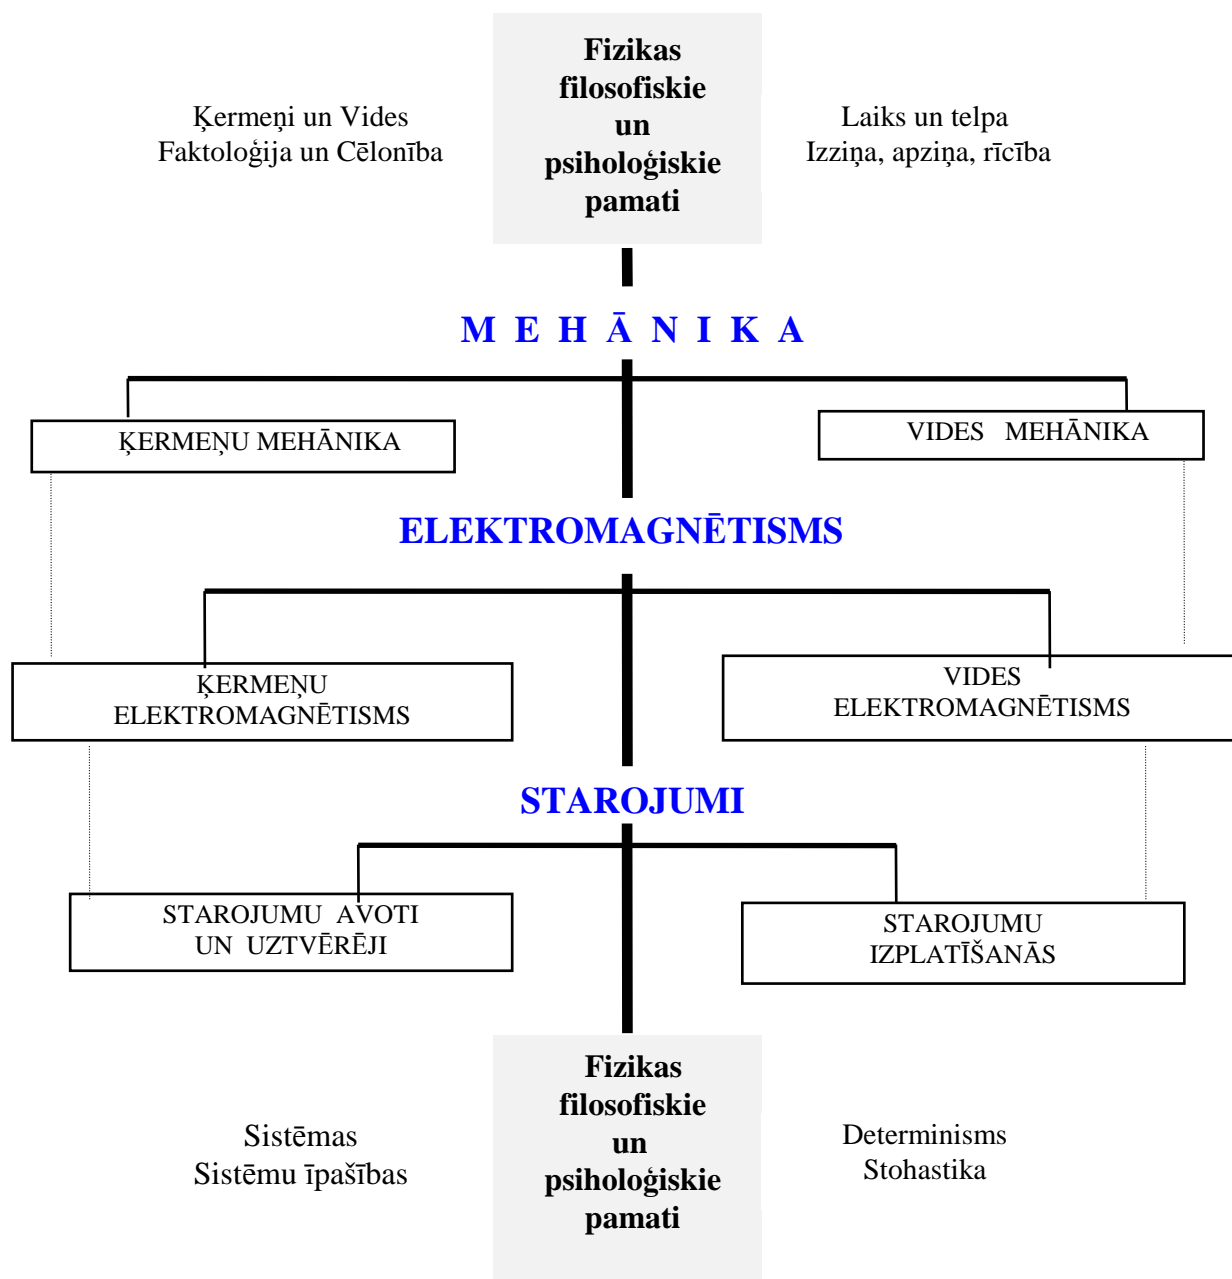 Fizikas
filosofiskie
un
psiholoģiskie
pamati
Ķermeņi un Vides
Faktoloģija un Cēlonība
Laiks un telpa
Izziņa, apziņa, rīcība
M E H Ā N I K A
ĶERMEŅU MEHĀNIKA
VIDES MEHĀNIKA
ELEKTROMAGNĒTISMS
ĶERMEŅU
ELEKTROMAGNĒTISMS
VIDES
ELEKTROMAGNĒTISMS
STAROJUMI
STAROJUMU AVOTI
UN UZTVĒRĒJI
STAROJUMU
IZPLATĪŠANĀS
Fizikas
filosofiskie
un
psiholoģiskie
pamati
Sistēmas
Sistēmu īpašības
Determinisms
Stohastika